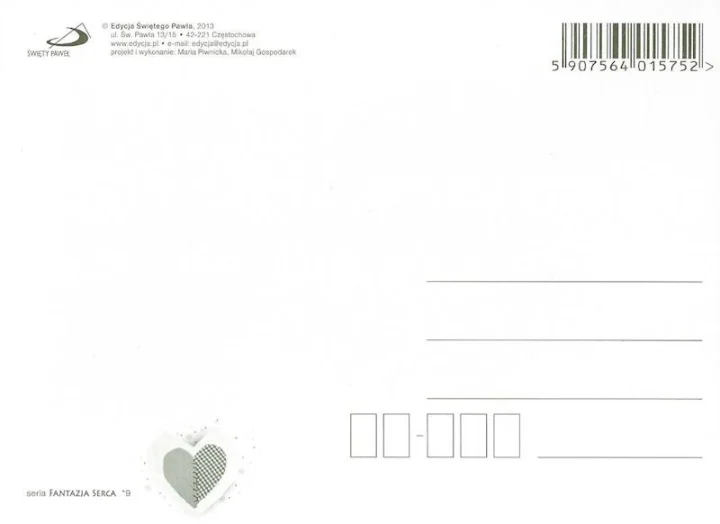 © Edycja Świętego Pawła, 2013
ul. Św. Pawła 13/15 • 42-221 Częstochowa
www.edycja.pl • e-mail: edycja@edycja.pl
projekt i wykonanie: Maria Piwnicka, Mikołaj Gospodarek
ŚWIĘTY PAWEŁ
5 907564 015752 >
–
seria FANTAZJA SERCA *9